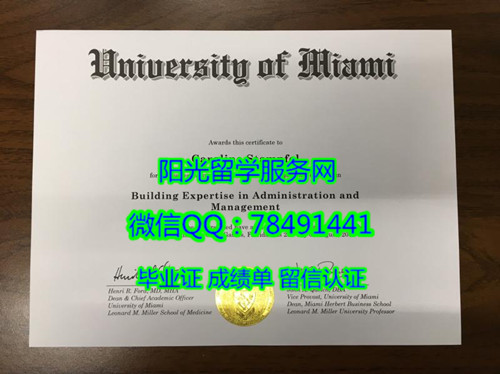 University of Miami
Awards this certificate to
阳光留学服务网
Building Expertise in Administration and
Management
微信QQ：78491441
毕业证 成绩单 留信认证
Henri R. Ford, MD, MHA
Dean & Chief Academic Officer
University of Miami
Leonard M. Miller School of Medicine
Vice Provost, University of Miami
Dean, Miami Herbert Business School
Leonard M. Miller University Professor